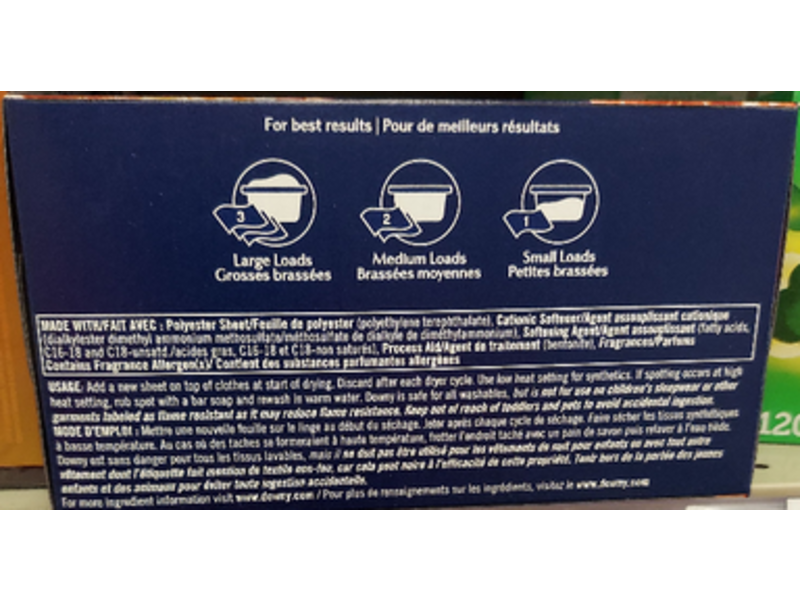 For best results | Pour de meilleurs résultats
3
2
1
Large Loads
Grosses brassées
Medium Loads
Brassées moyennes
Small Loads
Petites brassées
MADE WITH/FAIT AVEC : Polyester Sheet/Feuille de polyester (polyethylene terephthalate), Cationic Softener/Agent assouplissant cationique
(dialkylester dimethyl ammonium methosulfate/méthosulfate de dialkyle de diméthylammonium), Softening Agent/Agent assouplissant (fatty acids,
C16-18 and C18-unsatd./acides gras, C16-18 et C18-non saturés), Process Aid/Agent de traitement (bentonite), Fragrances/Parfums
Contains Fragrance Allergen(s)/ Contient des substances parfumantes allergènes
USAGE: Add a new sheet on top of clothes at start of drying. Discard after each dryer cycle. Use low heat setting for synthetics. If spotting occurs at high
heat setting, rub spot with a bar soap and rewash in warm water. Downy is safe for all washables, but is not for use on children's sleepwear or other
garments labeled as flame resistant as it may reduce flame resistance. Keep out of reach of toddlers and pets to avoid accidental ingestion.
MODE D'EMPLOI : Mettre une nouvelle feuille sur le linge au début du séchage. Jeter après chaque cycle de séchage. Faire sécher les tissus synthétiques
à basse température. Au cas où des taches se formeraient à haute température, frotter l'endroit taché avec un pain de savon puis relaver à l'eau tiède.
Downy est sans danger pour tous les tissus lavables, mais il ne doit pas être utilisé pour les vêtements de nuit pour enfants ou avec tout autre
vêtement dont l'étiquette fait mention de textile non-feu, car cela peut nuire à l'efficacité de cette propriété. Tenir hors de la portée des jeunes
enfants et des animaux pour éviter toute ingestion accidentelle.
For more ingredient information visit www.downy.com / Pour plus de renseignements sur les ingrédients, visitez le www.downy.com
120